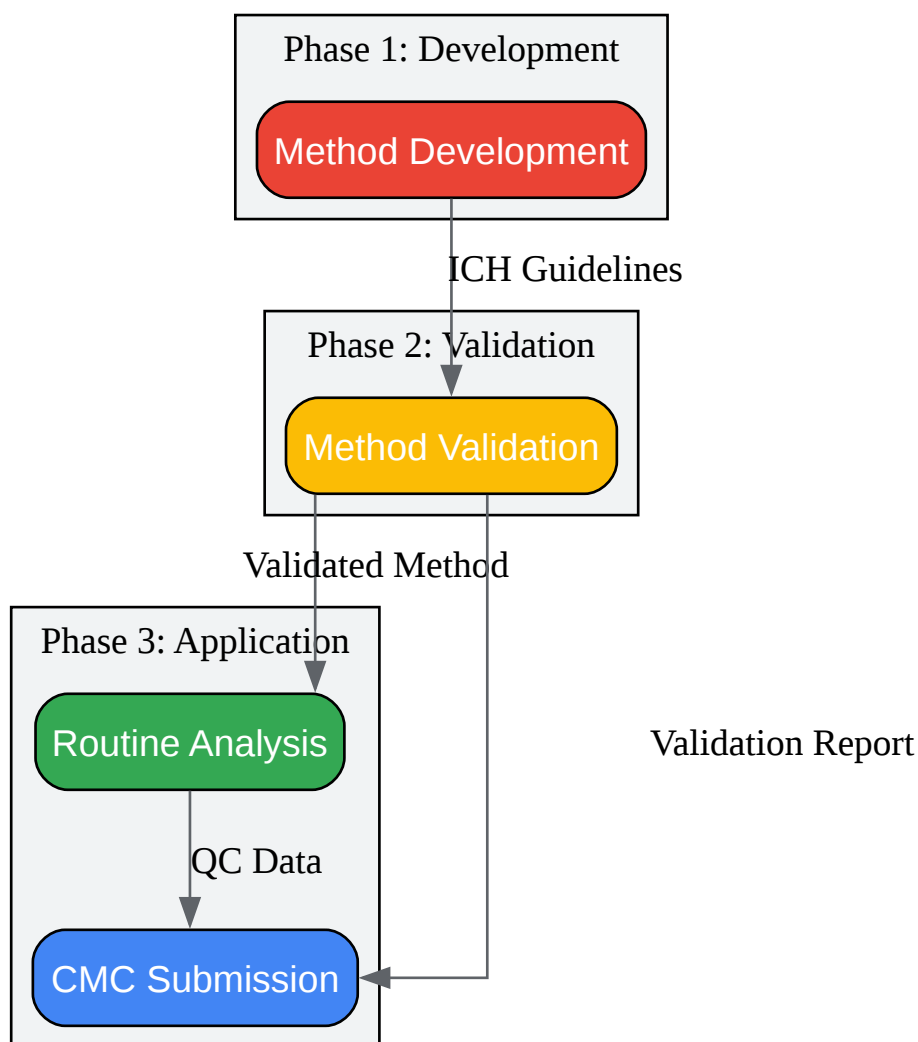 Phase 1: Development
Method Development
ICH Guidelines
Phase 2: Validation
Method Validation
Validated Method
Phase 3: Application
Routine Analysis
Validation Report
QC Data
CMC Submission